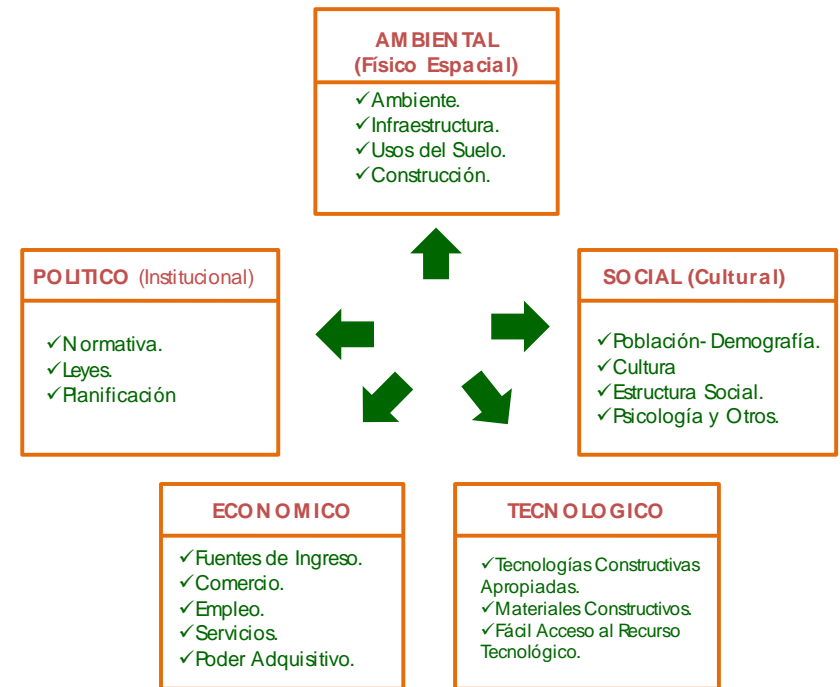 AMBIENTAL
(Físico Espacial)
✓Ambiente.
✓Infraestructura.
✓Usos del Suelo.
✓Construcción.
POLITICO (Institucional)
✓Normativa.
✓Leyes.
✓Planificación
SOCIAL (Cultural)
✓Población- Demografía.
✓Cultura
✓Estructura Social.
✓Psicología y Otros.
ECONOMICO
✓Fuentes de Ingreso.
✓Comercio.
✓Empleo.
✓Servicios.
✓Poder Adquisitivo.
TECNOLOGICO
✓Tecnologías Constructivas
Apropiadas.
✓Materiales Constructivos.
✓Fácil Acceso al Recurso
Tecnológico.